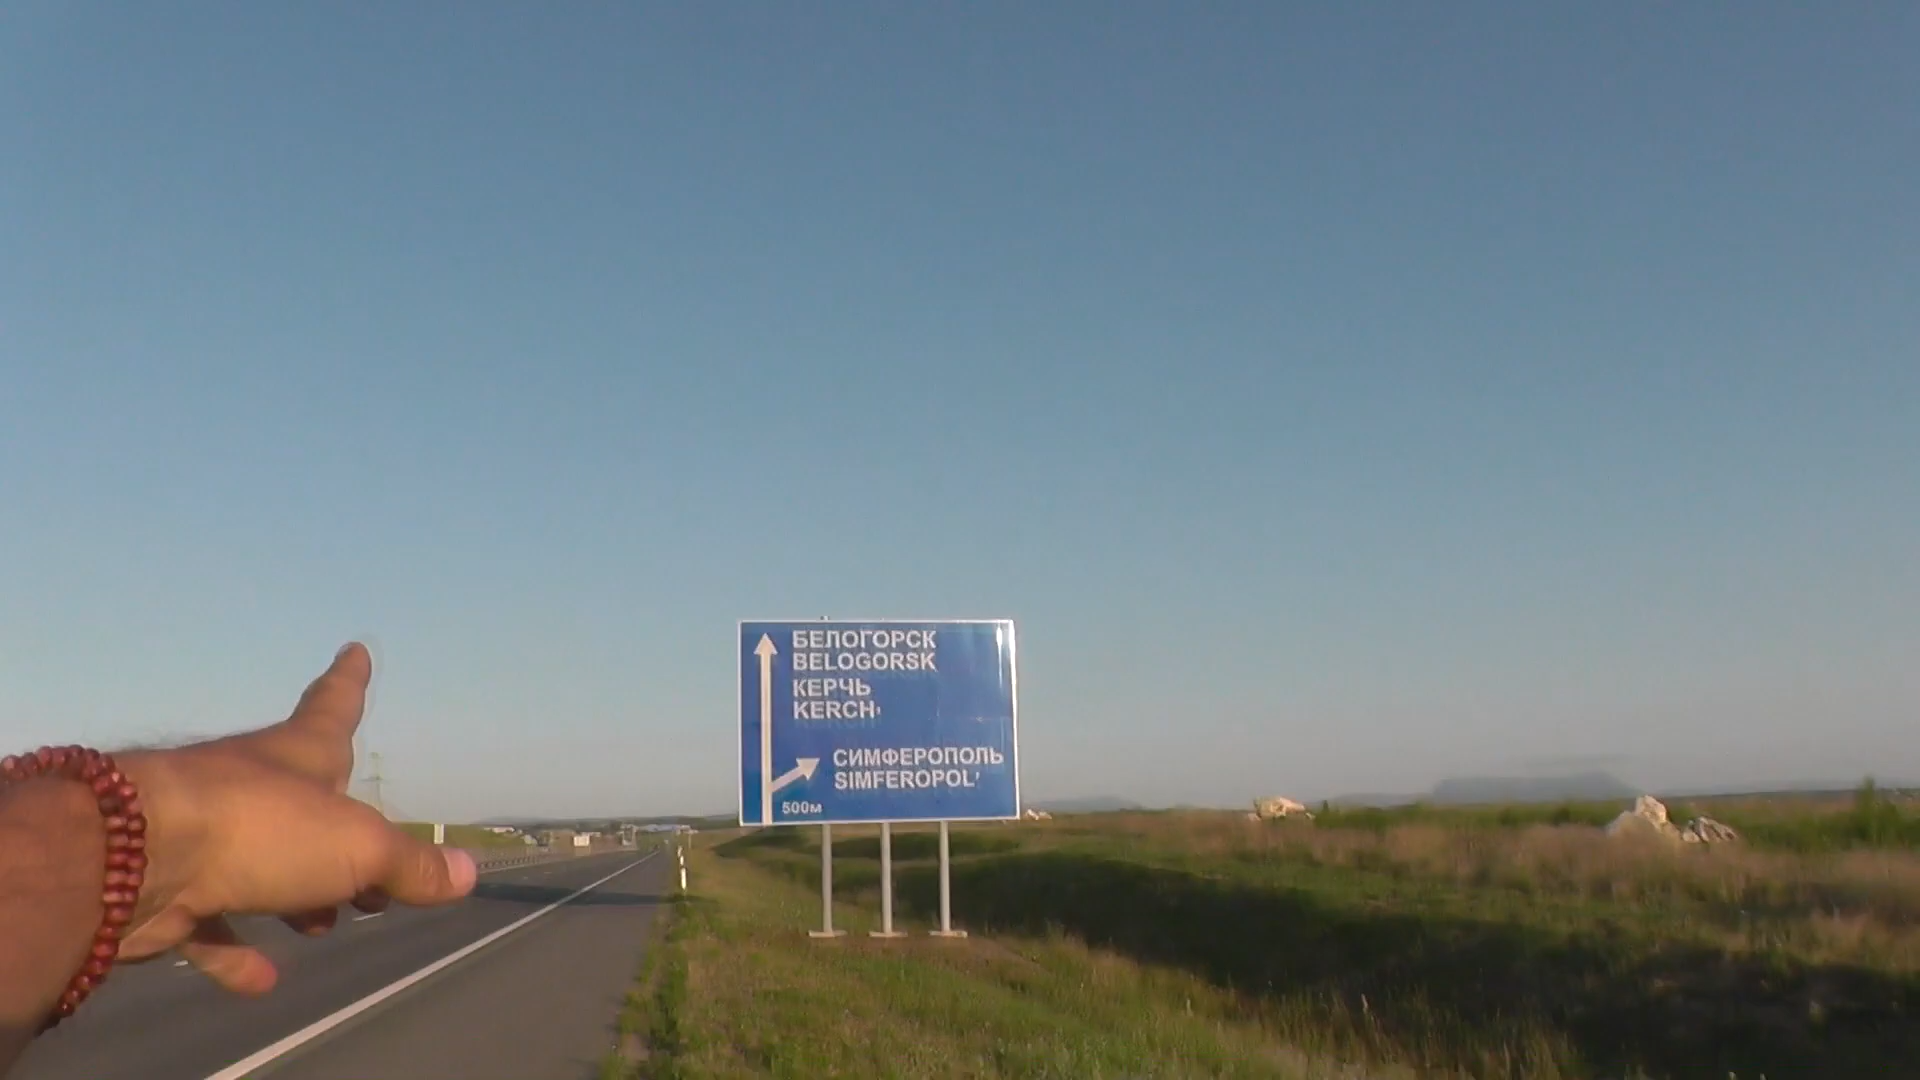 БЕЛОГОРСК
BELOGORSK
КЕРЧЬ
KERCH'
СИМФЕРОПОЛЬ
SIMFEROPOL'
500м